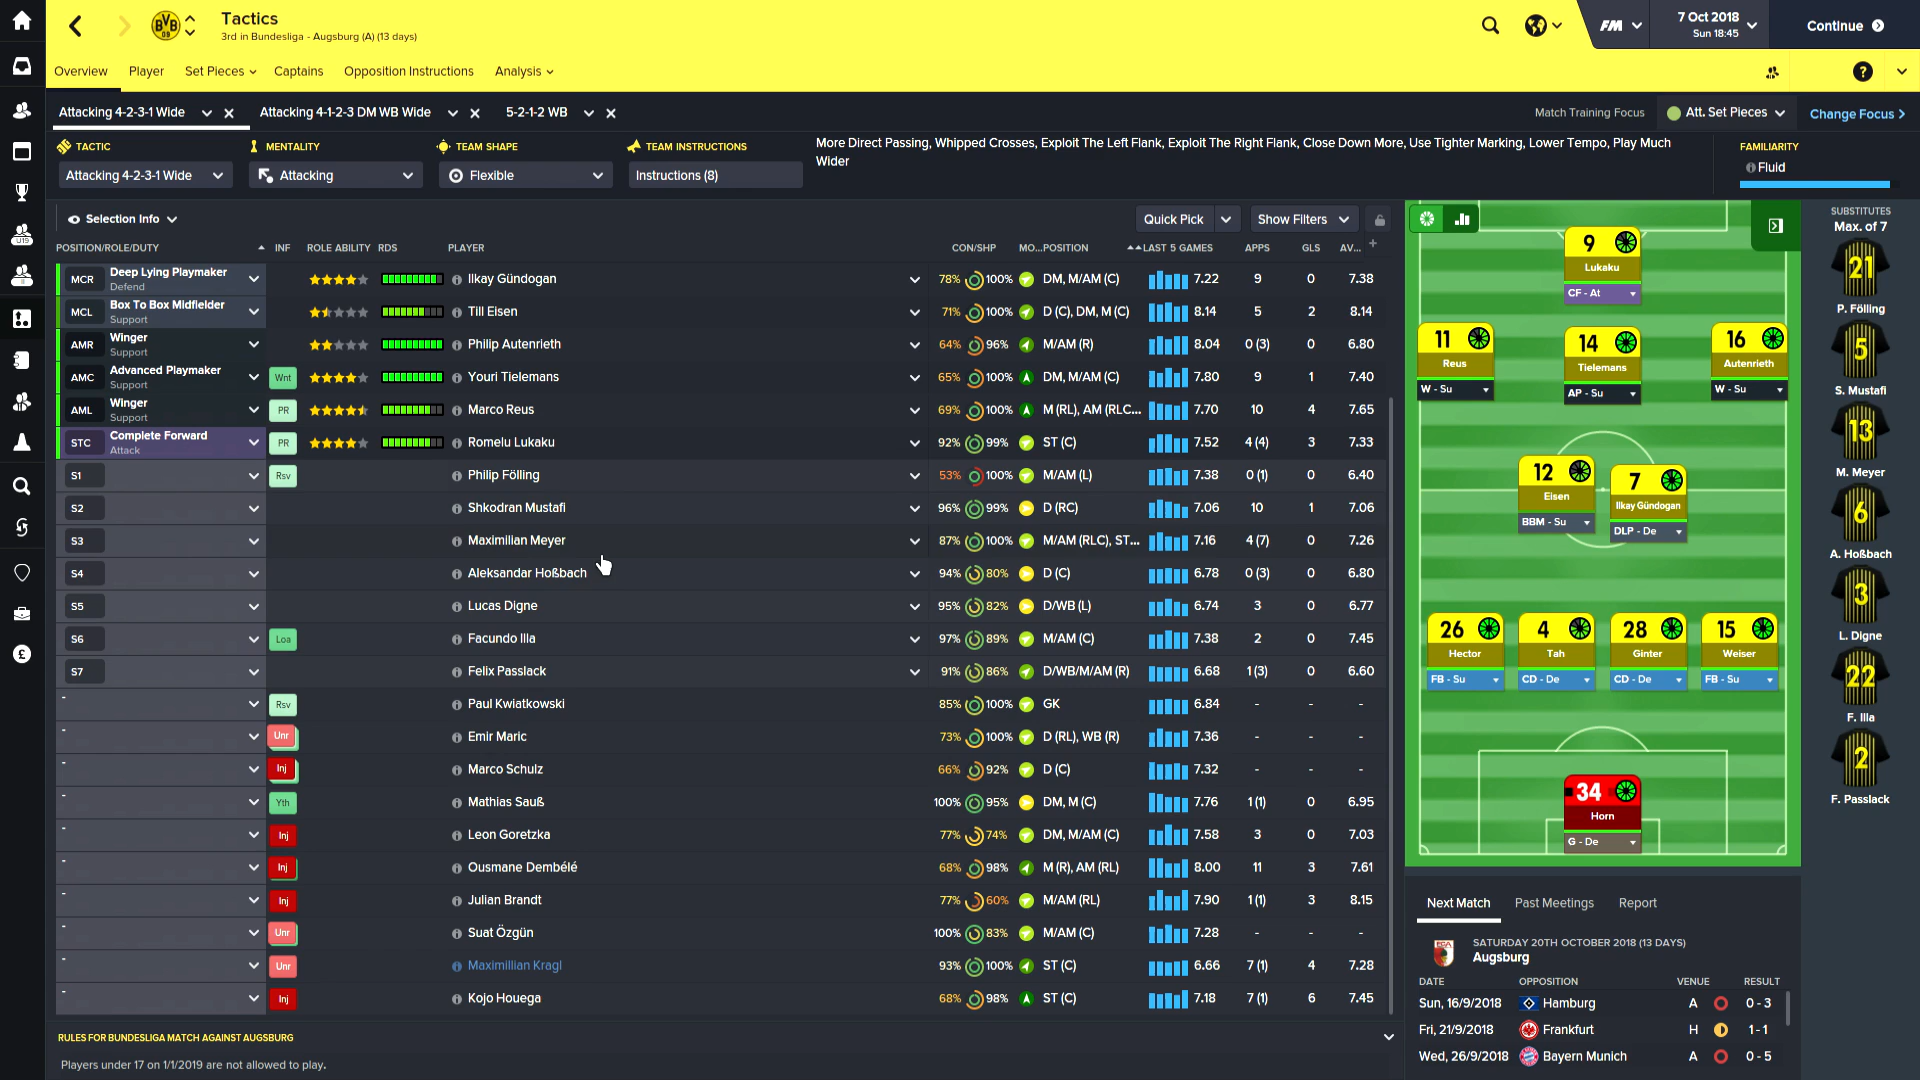 Tactics
3rd in Bundesliga - Augsburg (A) (13 days)
FM
7 Oct 2018
Sun 18:45
Continue
Overview Player Set Pieces Captains Opposition Instructions Analysis
Attacking 4-2-3-1 Wide Attacking 4-1-2-3 DM WB Wide 5-2-1-2 WB
Match Training Focus Att. Set Pieces Change Focus >
TACTIC MENTALITY TEAM SHAPE TEAM INSTRUCTIONS
Attacking 4-2-3-1 Wide Attacking Flexible Instructions (8)
More Direct Passing, Whipped Crosses, Exploit The Left Flank, Exploit The Right Flank, Close Down More, Use Tighter Marking, Lower Tempo, Play Much
Wider
FAMILIARITY
Fluid
Selection Info Quick Pick Show Filters
POSITION/ROLE/DUTY INF ROLE ABILITY RDS PLAYER CON/SHP MO... POSITION LAST 5 GAMES APPS GLS AV... +
MCR Deep Lying Playmaker Defend Ilkay Gündogan 78% 100% DM, M/AM (C) 7.22 9 0 7.38
MCL Box To Box Midfielder Support Till Eisen 71% 100% D (C), DM, M (C) 8.14 5 2 8.14
AMR Winger Support Philip Autenrieth 64% 96% M/AM (R) 8.04 0 (3) 0 6.80
AMC Advanced Playmaker Support Wnt Youri Tielemans 65% 100% DM, M/AM (C) 7.80 9 1 7.40
AML Winger Support PR Marco Reus 69% 100% M (RL), AM (RLC... 7.70 10 4 7.65
STC Complete Forward Attack PR Romelu Lukaku 92% 99% ST (C) 7.52 4 (4) 3 7.33
S1 Rsv Philip Fölling 53% 100% M/AM (L) 7.38 0 (1) 0 6.40
S2 Shkodran Mustafi 96% 99% D (RC) 7.06 10 1 7.06
S3 Maximilian Meyer 87% 100% M/AM (RLC), ST... 7.16 4 (7) 0 7.26
S4 Aleksandar Hoßbach 94% 80% D (C) 6.78 0 (3) 0 6.80
S5 Lucas Digne 95% 82% D/WB (L) 6.74 3 0 6.77
S6 Loa Facundo Illa 97% 89% M/AM (C) 7.38 2 0 7.45
S7 Felix Passlack 91% 86% D/WB/M/AM (R) 6.68 1 (3) 0 6.60
- Rsv Paul Kwiatkowski 85% 100% GK 6.84 - - -
- Unr Emir Maric 73% 100% D (RL), WB (R) 7.36 - - -
- Inj Marco Schulz 66% 92% D (C) 7.32 - - -
- Yth Mathias Sauß 100% 95% DM, M (C) 7.76 1 (1) 0 6.95
- Inj Leon Goretzka 77% 74% DM, M/AM (C) 7.58 3 0 7.03
- Inj Ousmane Dembélé 68% 98% M (R), AM (RL) 8.00 11 3 7.61
- Inj Julian Brandt 77% 60% M/AM (RL) 7.90 1 (1) 3 8.15
- Unr Suat Özgün 100% 83% M/AM (C) 7.28 - - -
- Unr Maximillian Kragl 93% 100% ST (C) 6.66 7 (1) 4 7.28
- Inj Kojo Houega 68% 98% ST (C) 7.18 7 (1) 6 7.45
RULES FOR BUNDESLIGA MATCH AGAINST AUGSBURG
Players under 17 on 1/1/2019 are not allowed to play.
9
Lukaku
CF - At
11 14 16
Reus Tielemans Autenrieth
W - Su AP - Su W - Su
12 7
Eisen Ilkay Gündogan
BBM - Su DLP - De
26 4 28 15
Hector Tah Ginter Weiser
FB - Su CD - De CD - De FB - Su
34
Horn
G - De
SUBSTITUTES
Max. of 7
21
P. Fölling
5
S. Mustafi
13
M. Meyer
6
A. Hoßbach
3
L. Digne
22
F. Illa
2
F. Passlack
Next Match Past Meetings Report
SATURDAY 20TH OCTOBER 2018 (13 DAYS)
Augsburg
DATE OPPOSITION VENUE RESULT
Sun, 16/9/2018 Hamburg A 0 - 3
Fri, 21/9/2018 Frankfurt H 1 - 1
Wed, 26/9/2018 Bayern Munich A 0 - 5